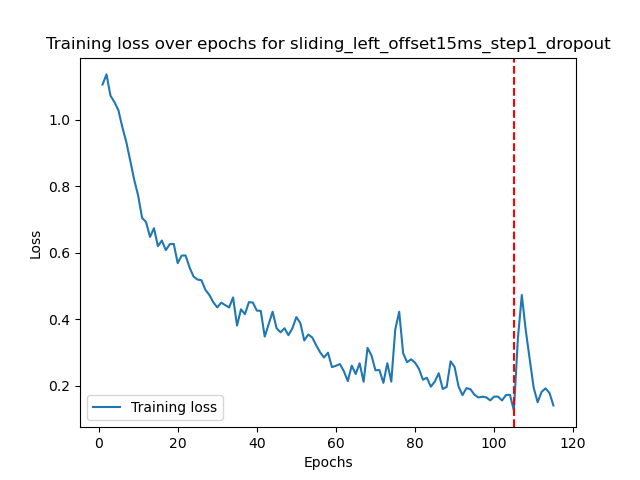 Training loss over epochs for sliding_left_offset15ms_step1_dropout
1.0
0.8
0.6
0.4
0.2
Loss
Training loss
0 20 40 60 80 100 120
Epochs